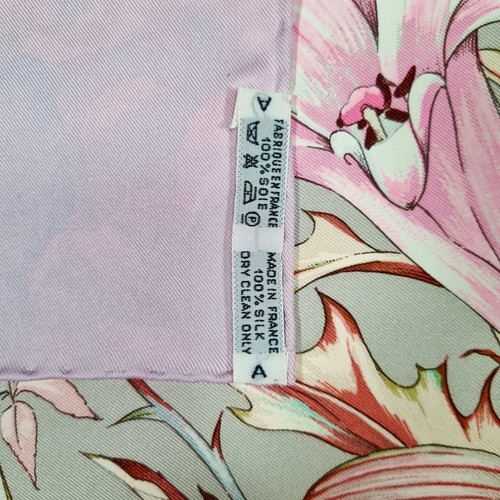 A
FABRIQUE EN FRANCE
100% SOIE
P
MADE IN FRANCE
100% SILK
DRY CLEAN ONLY
A